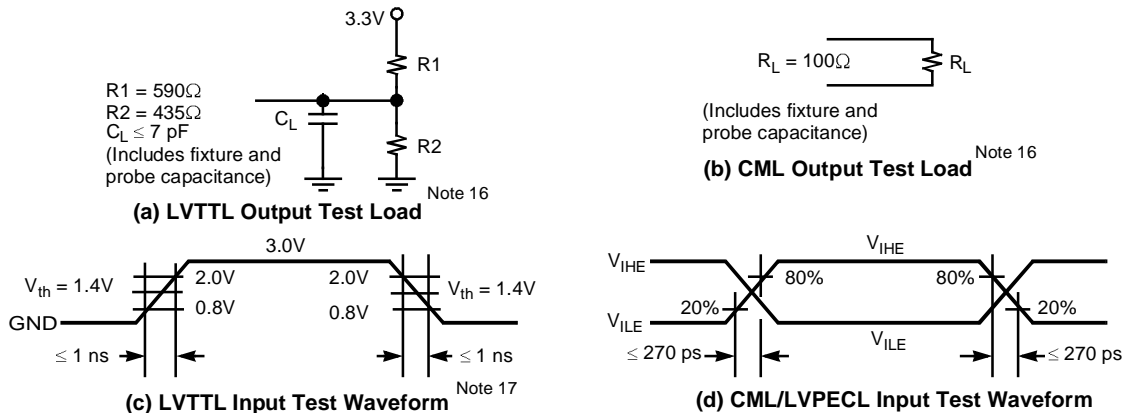 3.3V
R1
R1 = 590Ω
R2 = 435Ω
C_L ≤ 7 pF
(Includes fixture and
probe capacitance)
C_L
R2
Note 16
(a) LVTTL Output Test Load
R_L = 100Ω
R_L
(Includes fixture and
probe capacitance)
Note 16
(b) CML Output Test Load
3.0V
V_th = 1.4V
2.0V
0.8V
2.0V
0.8V
V_th = 1.4V
GND
≤ 1 ns
≤ 1 ns
Note 17
(c) LVTTL Input Test Waveform
V_IHE
V_IHE
80%
80%
20%
20%
V_ILE
V_ILE
≤ 270 ps
≤ 270 ps
(d) CML/LVPECL Input Test Waveform